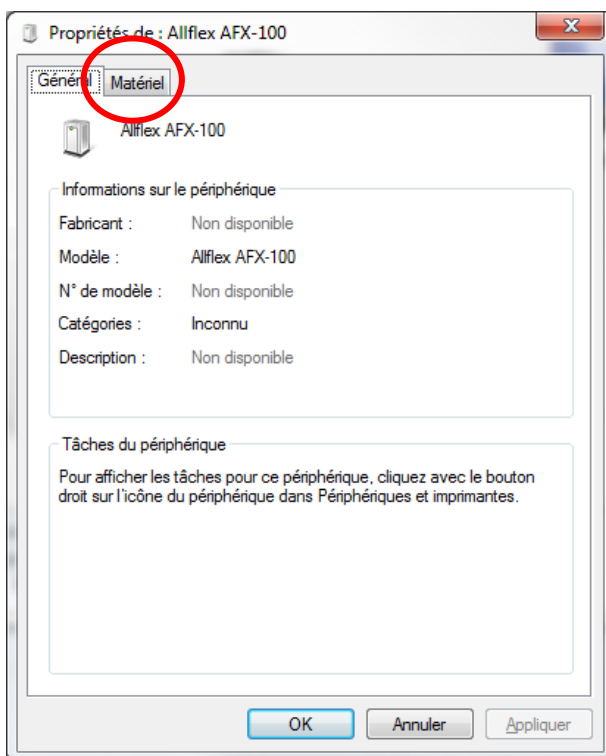 Propriétés de : Allflex AFX-100
Général Matériel
Allflex AFX-100
Informations sur le périphérique
Fabricant : Non disponible
Modèle : Allflex AFX-100
N° de modèle : Non disponible
Catégories : Inconnu
Description : Non disponible
Tâches du périphérique
Pour afficher les tâches pour ce périphérique, cliquez avec le bouton
droit sur l'icône du périphérique dans Périphériques et imprimantes.
OK Annuler Appliquer